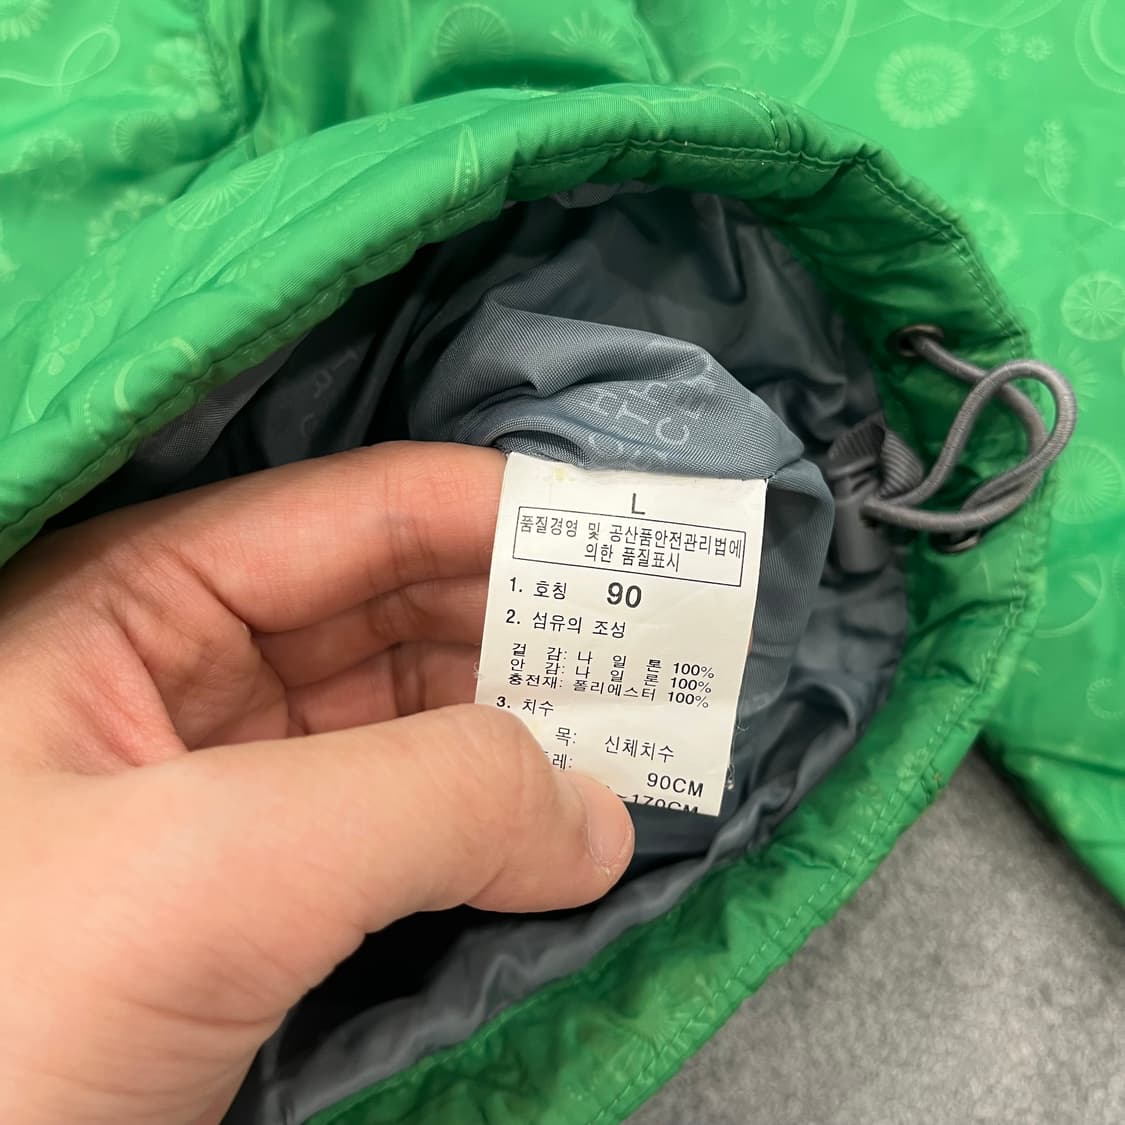 L
품질경영 및 공산품안전관리법에
의한 품질표시
1. 호칭 90
2. 섬유의 조성
겉 감: 나 일 론 100%
안 감: 나 일 론 100%
충전재: 폴리에스터 100%
3. 치수
목: 신체치수
레: 90CM
~170CM